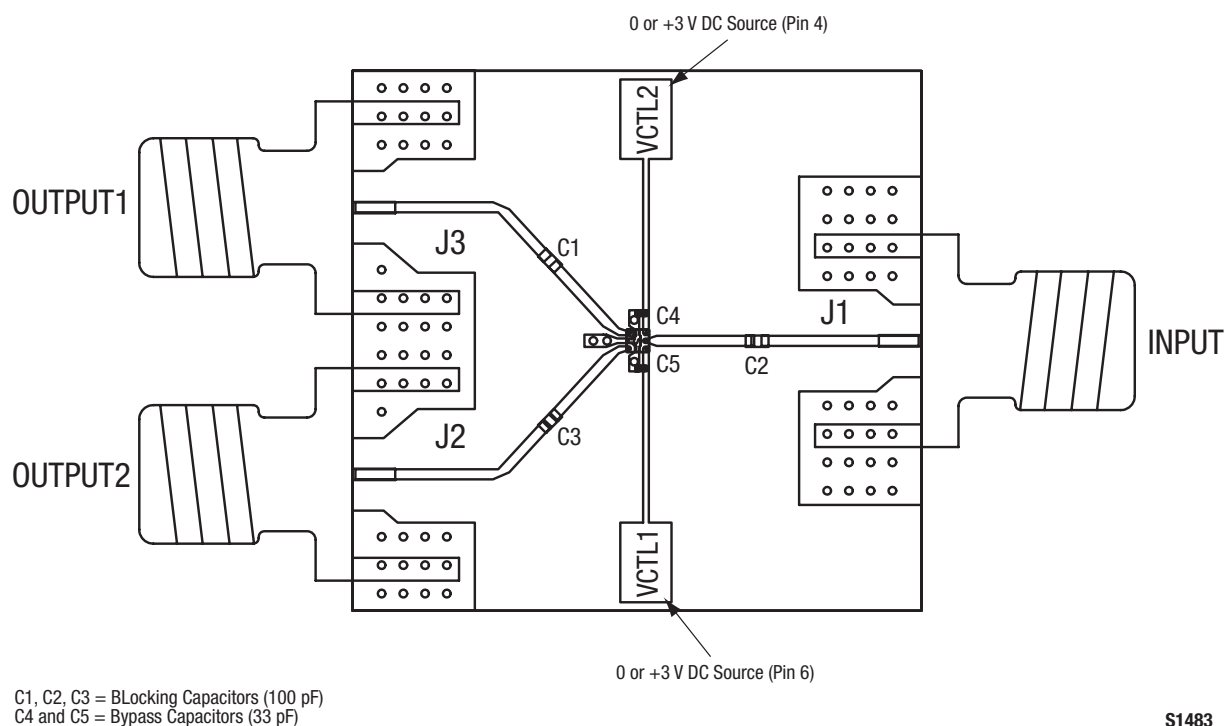 0 or +3 V DC Source (Pin 4)
VCTL2
OUTPUT1
J3
C1
C4
J1
INPUT
C5
C2
J2
C3
OUTPUT2
VCTL1
0 or +3 V DC Source (Pin 6)
C1, C2, C3 = BLocking Capacitors (100 pF)
C4 and C5 = Bypass Capacitors (33 pF)
S1483